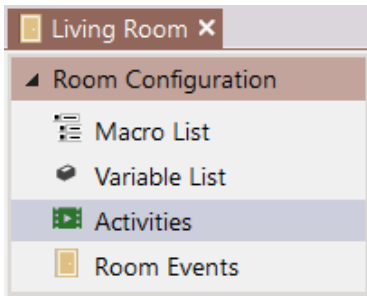 Living Room
Room Configuration
Macro List
Variable List
Activities
Room Events